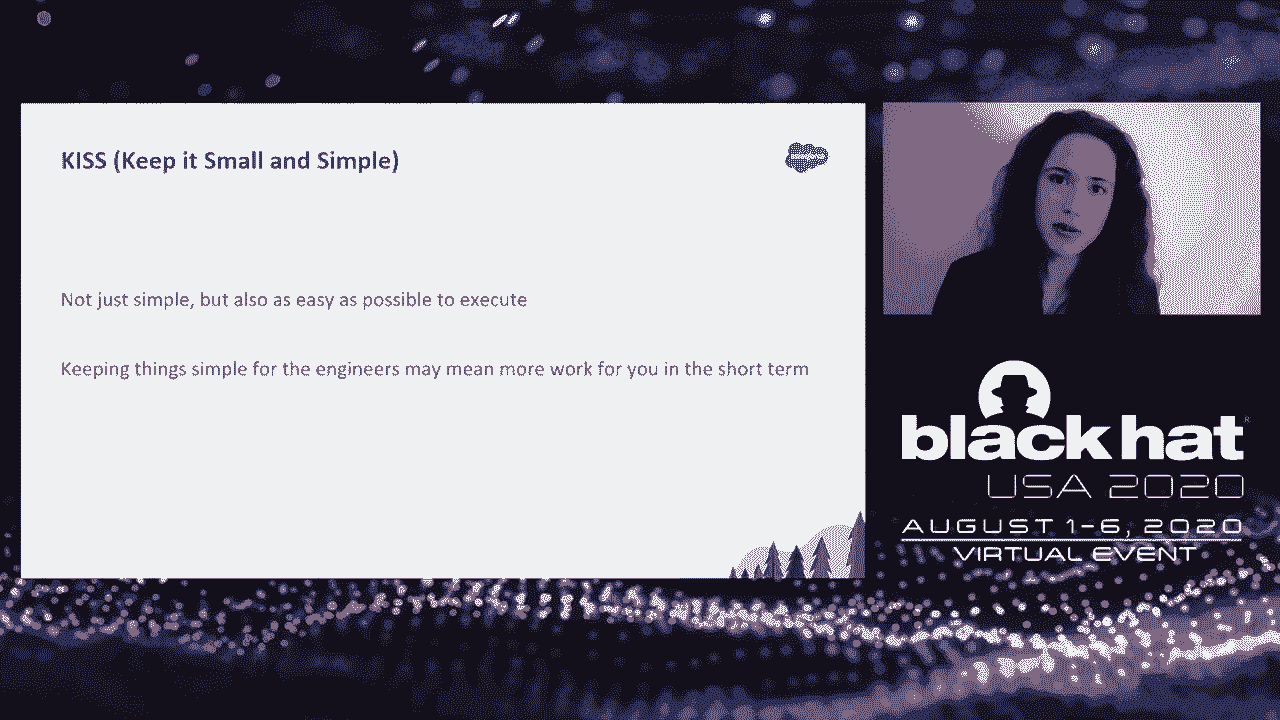 KISS (Keep it Small and Simple)
Not just simple, but also as easy as possible to execute
Keeping things simple for the engineers may mean more work for you in the short term
black hat®
USA 2020
AUGUST 1-6, 2020
VIRTUAL EVENT